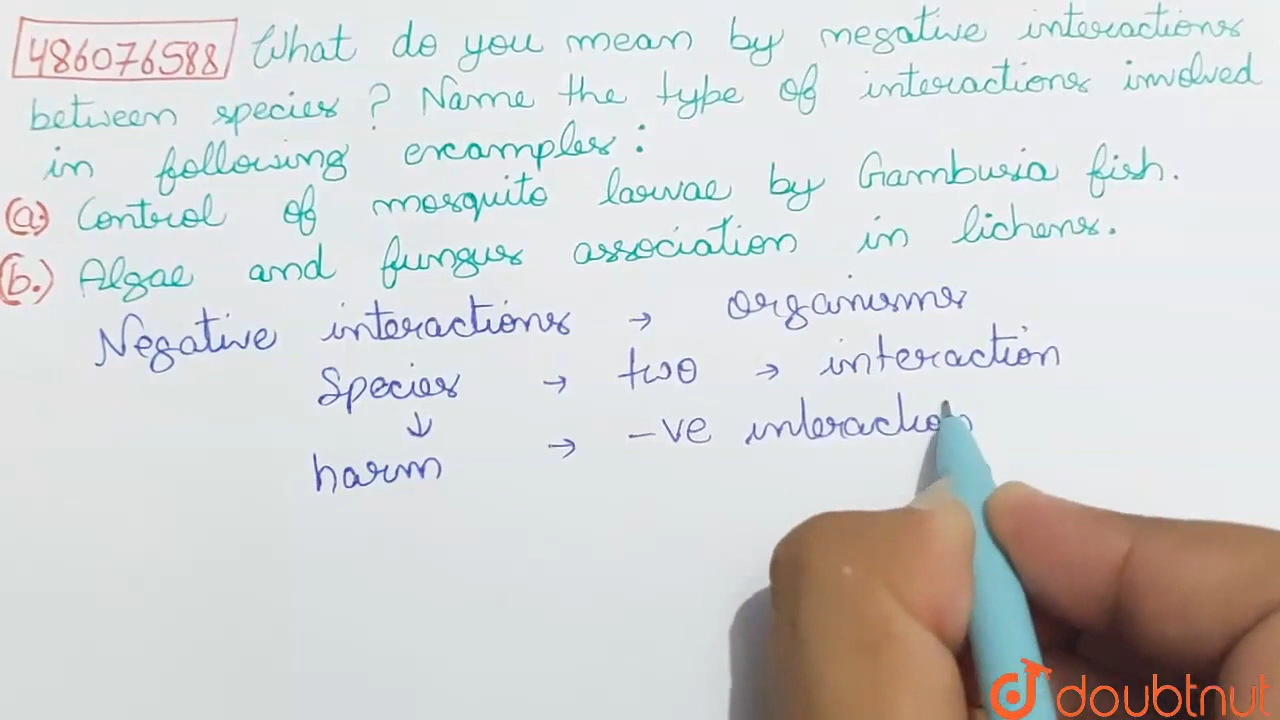 486076588 What do you mean by negative interactions
between species? Name the type of interactions involved
in following examples:
(a.) Control of mosquito larvae by Gambusia fish.
(b.) Algae and fungus association in lichens.
Negative interactions → organisms
Species → two → interaction
↓
harm → -ve interaction
doubtnut